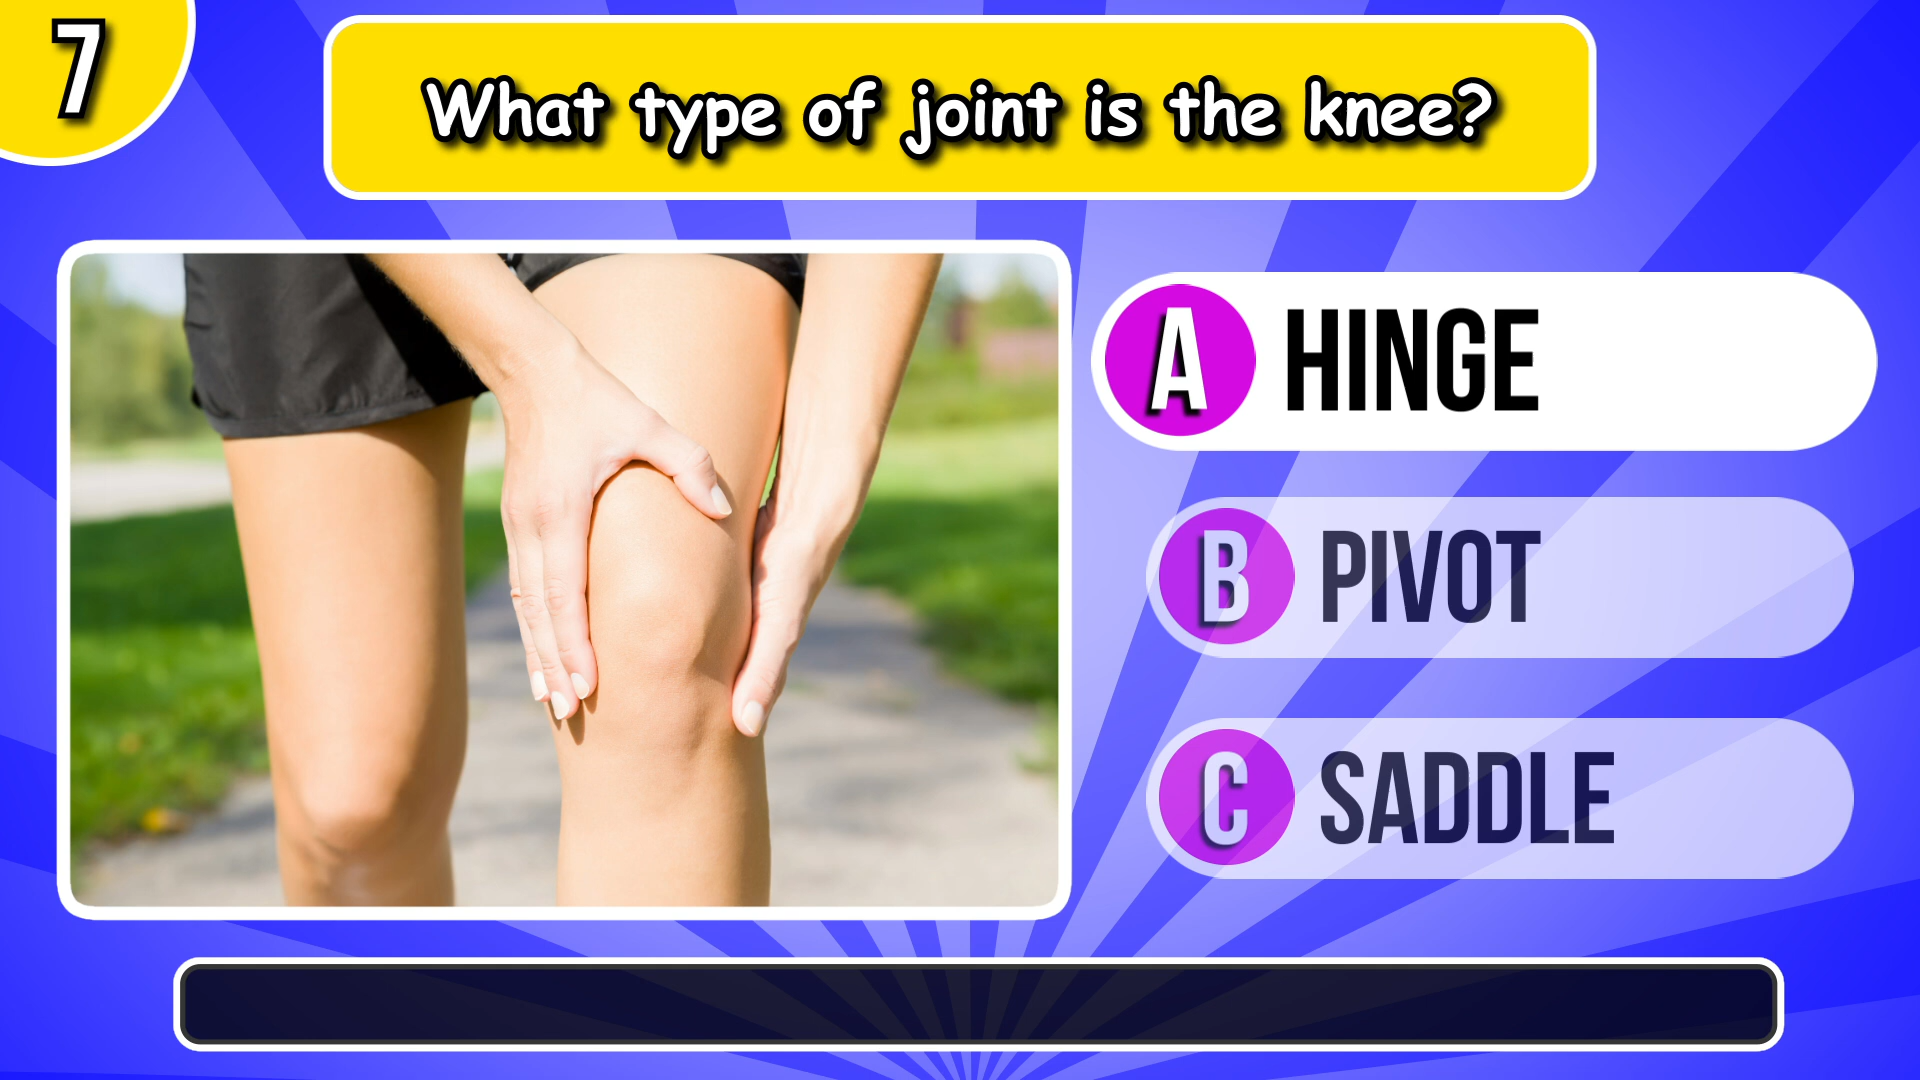 7
What type of joint is the knee?
A HINGE
B PIVOT
C SADDLE